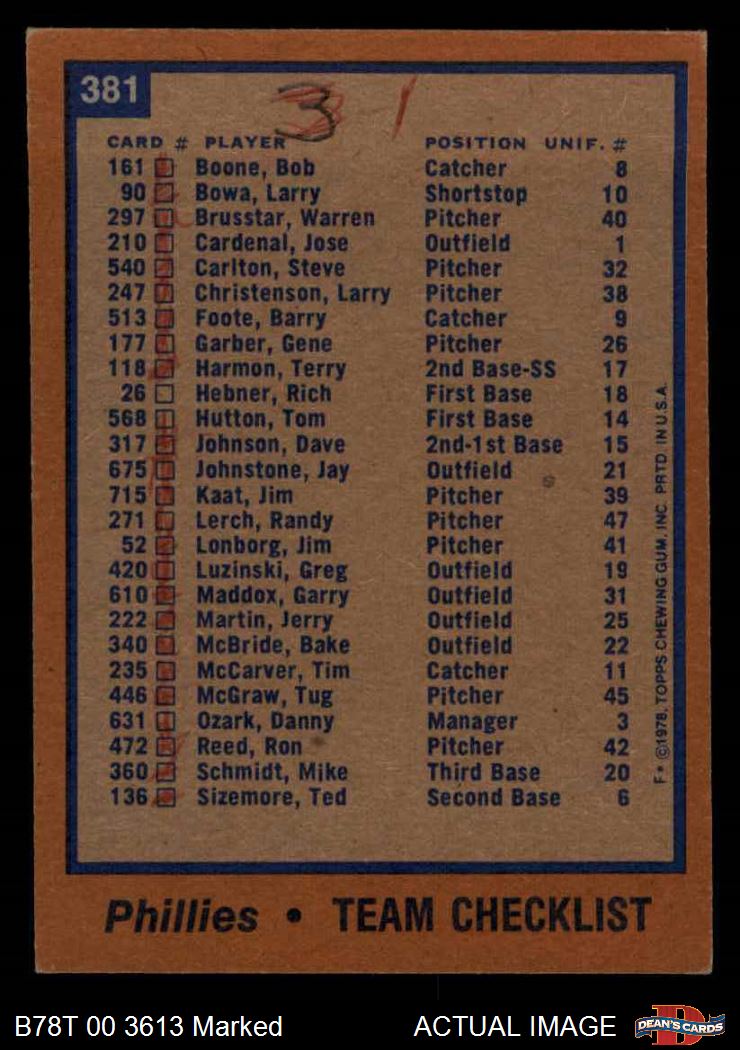 381
3 1
CARD # PLAYER POSITION UNIF. #
161 Boone, Bob Catcher 8
90 Bowa, Larry Shortstop 10
297 Brusstar, Warren Pitcher 40
210 Cardenal, Jose Outfield 1
540 Carlton, Steve Pitcher 32
247 Christenson, Larry Pitcher 38
513 Foote, Barry Catcher 9
177 Garber, Gene Pitcher 26
118 Harmon, Terry 2nd Base-SS 17
26 Hebner, Rich First Base 18
568 Hutton, Tom First Base 14
317 Johnson, Dave 2nd-1st Base 15
675 Johnstone, Jay Outfield 21
715 Kaat, Jim Pitcher 39
271 Lerch, Randy Pitcher 47
52 Lonborg, Jim Pitcher 41
420 Luzinski, Greg Outfield 19
610 Maddox, Garry Outfield 31
222 Martin, Jerry Outfield 25
340 McBride, Bake Outfield 22
235 McCarver, Tim Catcher 11
446 McGraw, Tug Pitcher 45
631 Ozark, Danny Manager 3
472 Reed, Ron Pitcher 42
360 Schmidt, Mike Third Base 20
136 Sizemore, Ted Second Base 6
F* ©1978, TOPPS CHEWING GUM, INC. PRTD. IN U.S.A.
Phillies • TEAM CHECKLIST
B78T 00 3613 Marked ACTUAL IMAGE
DEAN'S CARDS